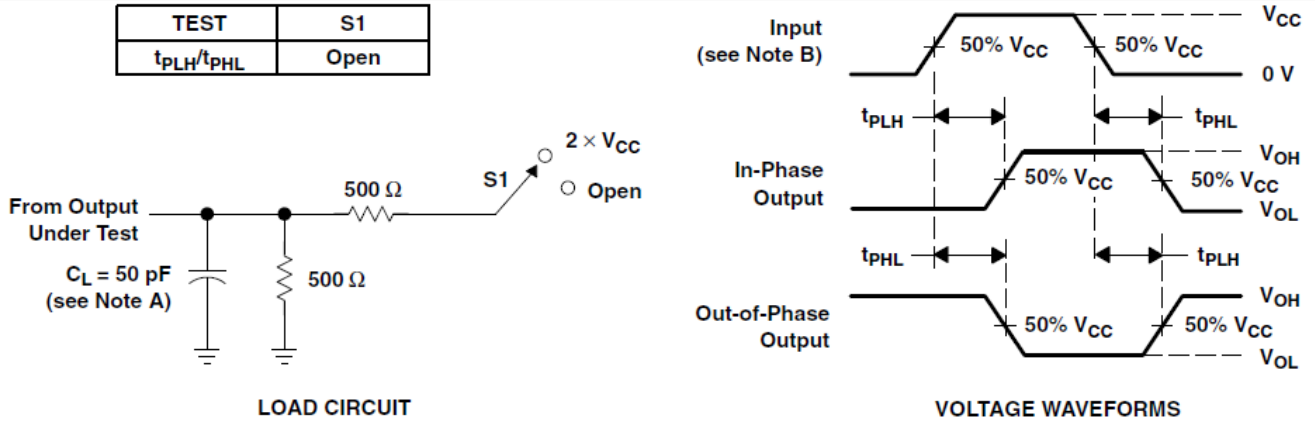 TEST S1
tPLH/tPHL Open
2 × VCC
S1
Open
500 Ω
From Output
Under Test
CL = 50 pF
(see Note A)
500 Ω
LOAD CIRCUIT
Input
(see Note B)
50% VCC
50% VCC
VCC
0 V
tPLH
tPHL
In-Phase
Output
50% VCC
50% VCC
VOH
VOL
tPHL
tPLH
Out-of-Phase
Output
50% VCC
50% VCC
VOH
VOL
VOLTAGE WAVEFORMS